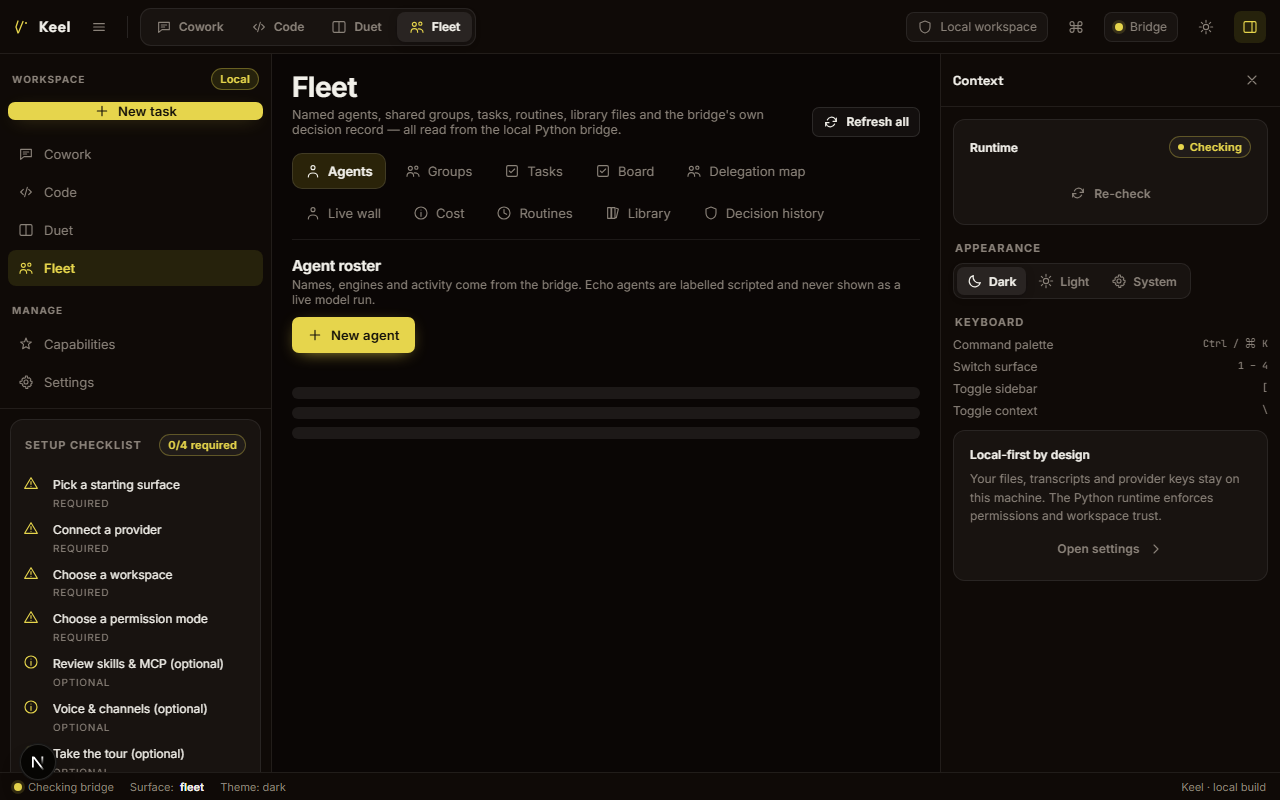 Keel
Cowork
Code
Duet
Fleet
Local workspace
⌘
Bridge
WORKSPACE
Local
+ New task
Cowork
Code
Duet
Fleet
MANAGE
Capabilities
Settings
SETUP CHECKLIST
0/4 required
Pick a starting surface
REQUIRED
Connect a provider
REQUIRED
Choose a workspace
REQUIRED
Choose a permission mode
REQUIRED
Review skills & MCP (optional)
OPTIONAL
Voice & channels (optional)
OPTIONAL
Take the tour (optional)
OPTIONAL
N
Fleet
Named agents, shared groups, tasks, routines, library files and the bridge's own
decision record — all read from the local Python bridge.
Refresh all
Agents
Groups
Tasks
Board
Delegation map
Live wall
Cost
Routines
Library
Decision history
Agent roster
Names, engines and activity come from the bridge. Echo agents are labelled scripted and never shown as a
live model run.
+ New agent
Context
Runtime
Checking
Re-check
APPEARANCE
Dark
Light
System
KEYBOARD
Command palette Ctrl / ⌘ K
Switch surface 1 – 4
Toggle sidebar [
Toggle context \
Local-first by design
Your files, transcripts and provider keys stay on
this machine. The Python runtime enforces
permissions and workspace trust.
Open settings
Checking bridge
Surface: fleet
Theme: dark
Keel · local build